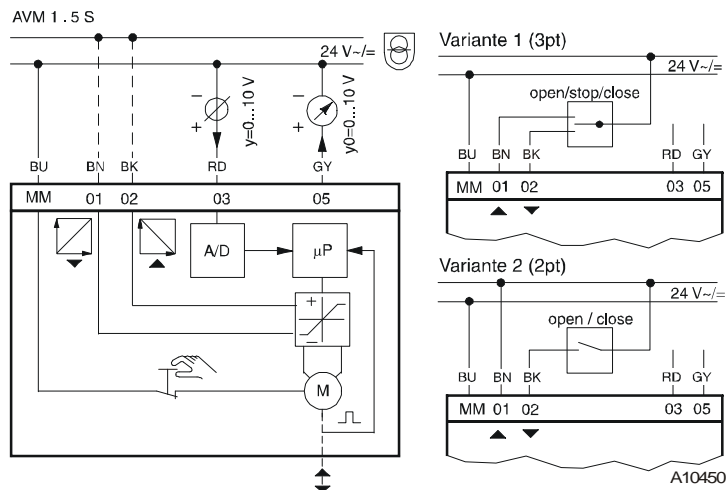 AVM 1 . 5 S
24 V~/=
y=0...10 V
y0=0...10 V
BU BN BK RD GY
MM 01 02 03 05
A/D
µP
M
Variante 1 (3pt)
24 V~/=
open/stop/close
BU BN BK RD GY
MM 01 02 03 05
Variante 2 (2pt)
24 V~/=
open / close
BU BN BK RD GY
MM 01 02 03 05
A10450